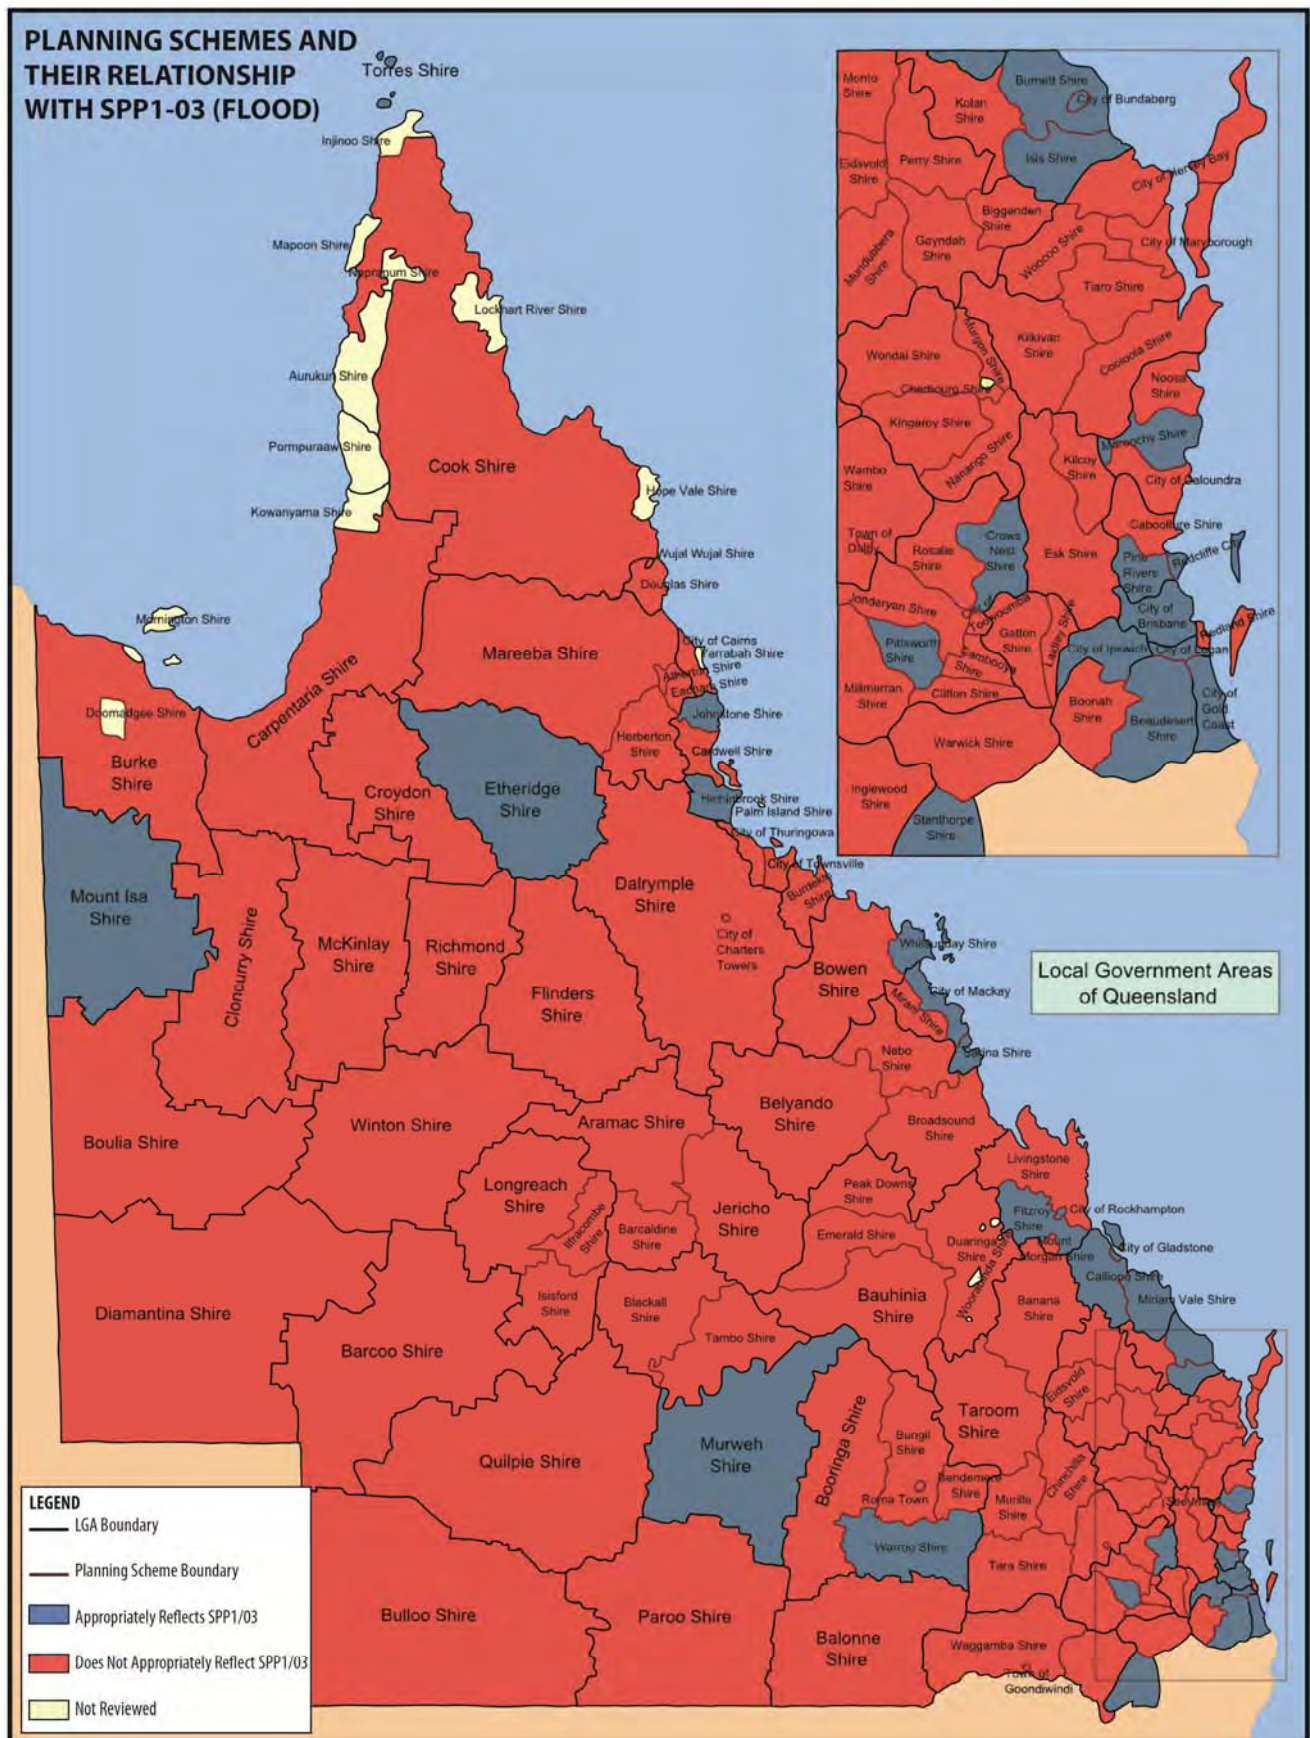 PLANNING SCHEMES AND
THEIR RELATIONSHIP
WITH SPP1-03 (FLOOD)
Torres Shire
Injinoo Shire
Mapoon Shire
Napranum Shire
Lockhart River Shire
Aurukun Shire
Pormpuraaw Shire
Cook Shire
Kowanyama Shire
Hope Vale Shire
Wujal Wujal Shire
Douglas Shire
Mornington Shire
City of Cairns
Yarrabah Shire
Mareeba Shire
Atherton Shire
Eacham Shire
Carpentaria Shire
Doomadgee Shire
Johnstone Shire
Herberton
Shire
Cardwell Shire
Burke
Shire
Croydon
Shire
Etheridge
Shire
Hinchinbrook Shire
Palm Island Shire
City of Thuringowa
City of Townsville
Burdekin
Shire
Mount Isa
Shire
Cloncurry Shire
McKinlay
Shire
Richmond
Shire
Flinders
Shire
Dalrymple
Shire
City of
Charters
Towers
Bowen
Shire
Whitsunday Shire
City of Mackay
Mirani Shire
Sarina Shire
Nebo
Shire
Belyando
Shire
Broadsound
Shire
Boulia Shire
Winton Shire
Aramac Shire
Livingstone
Shire
Longreach
Shire
Ilfracombe
Shire
Barcaldine
Shire
Jericho
Shire
Peak Downs
Shire
Emerald Shire
Fitzroy
Shire
City of Rockhampton
Duaringa
Shire
Woorabinda Shire
Mount
Morgan Shire
City of Gladstone
Calliope Shire
Miriam Vale Shire
Diamantina Shire
Isisford
Shire
Blackall
Shire
Tambo Shire
Bauhinia
Shire
Banana
Shire
Barcoo Shire
Eidsvold
Shire
Quilpie Shire
Murweh
Shire
Booringa Shire
Bungil
Shire
Roma Town
Taroom
Shire
Bendemere
Shire
Murilla
Shire
Chinchilla
Shire
Warroo Shire
Tara Shire
Bulloo Shire
Paroo Shire
Balonne
Shire
Waggamba Shire
Town of
Goondiwindi
Monto
Shire
Kolan
Shire
Burnett Shire
City of Bundaberg
Isis Shire
Eidsvold
Shire
Perry Shire
City of Hervey Bay
Biggenden
Shire
Mundubbera
Shire
Gayndah
Shire
Woocoo Shire
City of Maryborough
Tiaro Shire
Wondai Shire
Murgon Shire
Kilkivan
Shire
Cooloola Shire
Cherbourg Shire
Noosa
Shire
Kingaroy Shire
Nanango Shire
Maroochy Shire
Wambo
Shire
Kilcoy
Shire
City of Caloundra
Caboolture Shire
Town of
Dalby
Rosalie
Shire
Crows
Nest
Shire
Esk Shire
Pine
Rivers
Shire
Redcliffe City
Jondaryan Shire
City of
Toowoomba
Gatton
Shire
Laidley Shire
City of
Brisbane
Redland Shire
Pittsworth
Shire
Cambooya
Shire
City of Ipswich
City of Logan
Millmerran
Shire
Clifton Shire
Boonah
Shire
Beaudesert
Shire
City of
Gold
Coast
Warwick Shire
Inglewood
Shire
Stanthorpe
Shire
Local Government Areas
of Queensland
LEGEND
LGA Boundary
Planning Scheme Boundary
Appropriately Reflects SPP1/03
Does Not Appropriately Reflect SPP1/03
Not Reviewed